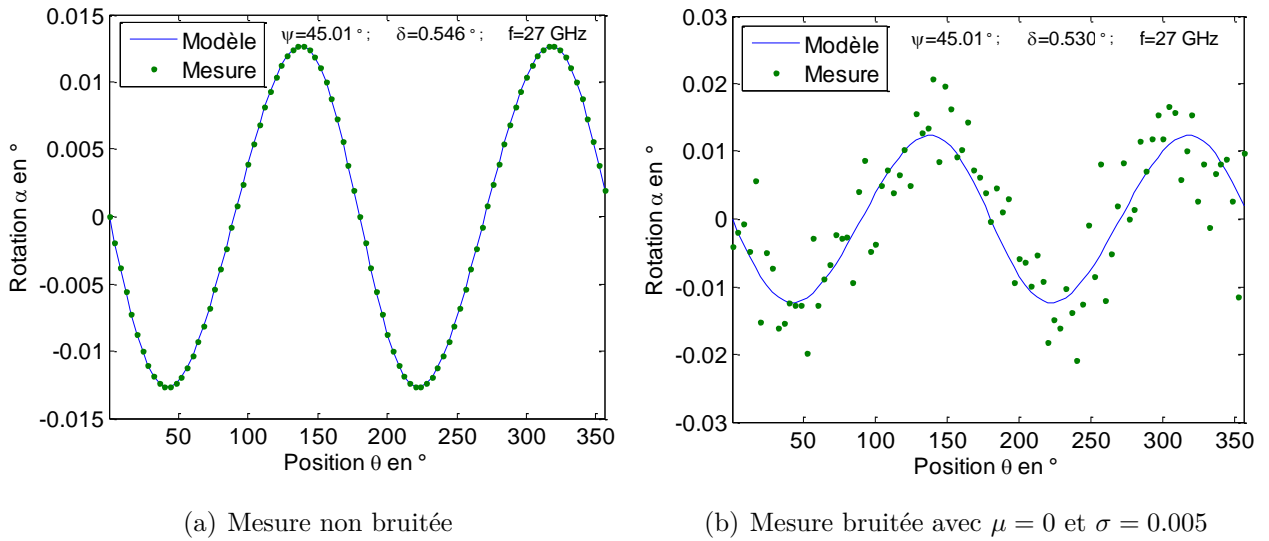 Modèle
Mesure
ψ=45.01°; δ=0.546°; f=27 GHz
0.015
0.01
0.005
0
-0.005
-0.01
-0.015
Rotation α en °
50 100 150 200 250 300 350
Position θ en °
(a) Mesure non bruitée
Modèle
Mesure
ψ=45.01°; δ=0.530° f=27 GHz
0.03
0.02
0.01
0
-0.01
-0.02
-0.03
Rotation α en °
50 100 150 200 250 300 350
Position θ en °
(b) Mesure bruitée avec μ = 0 et σ = 0.005